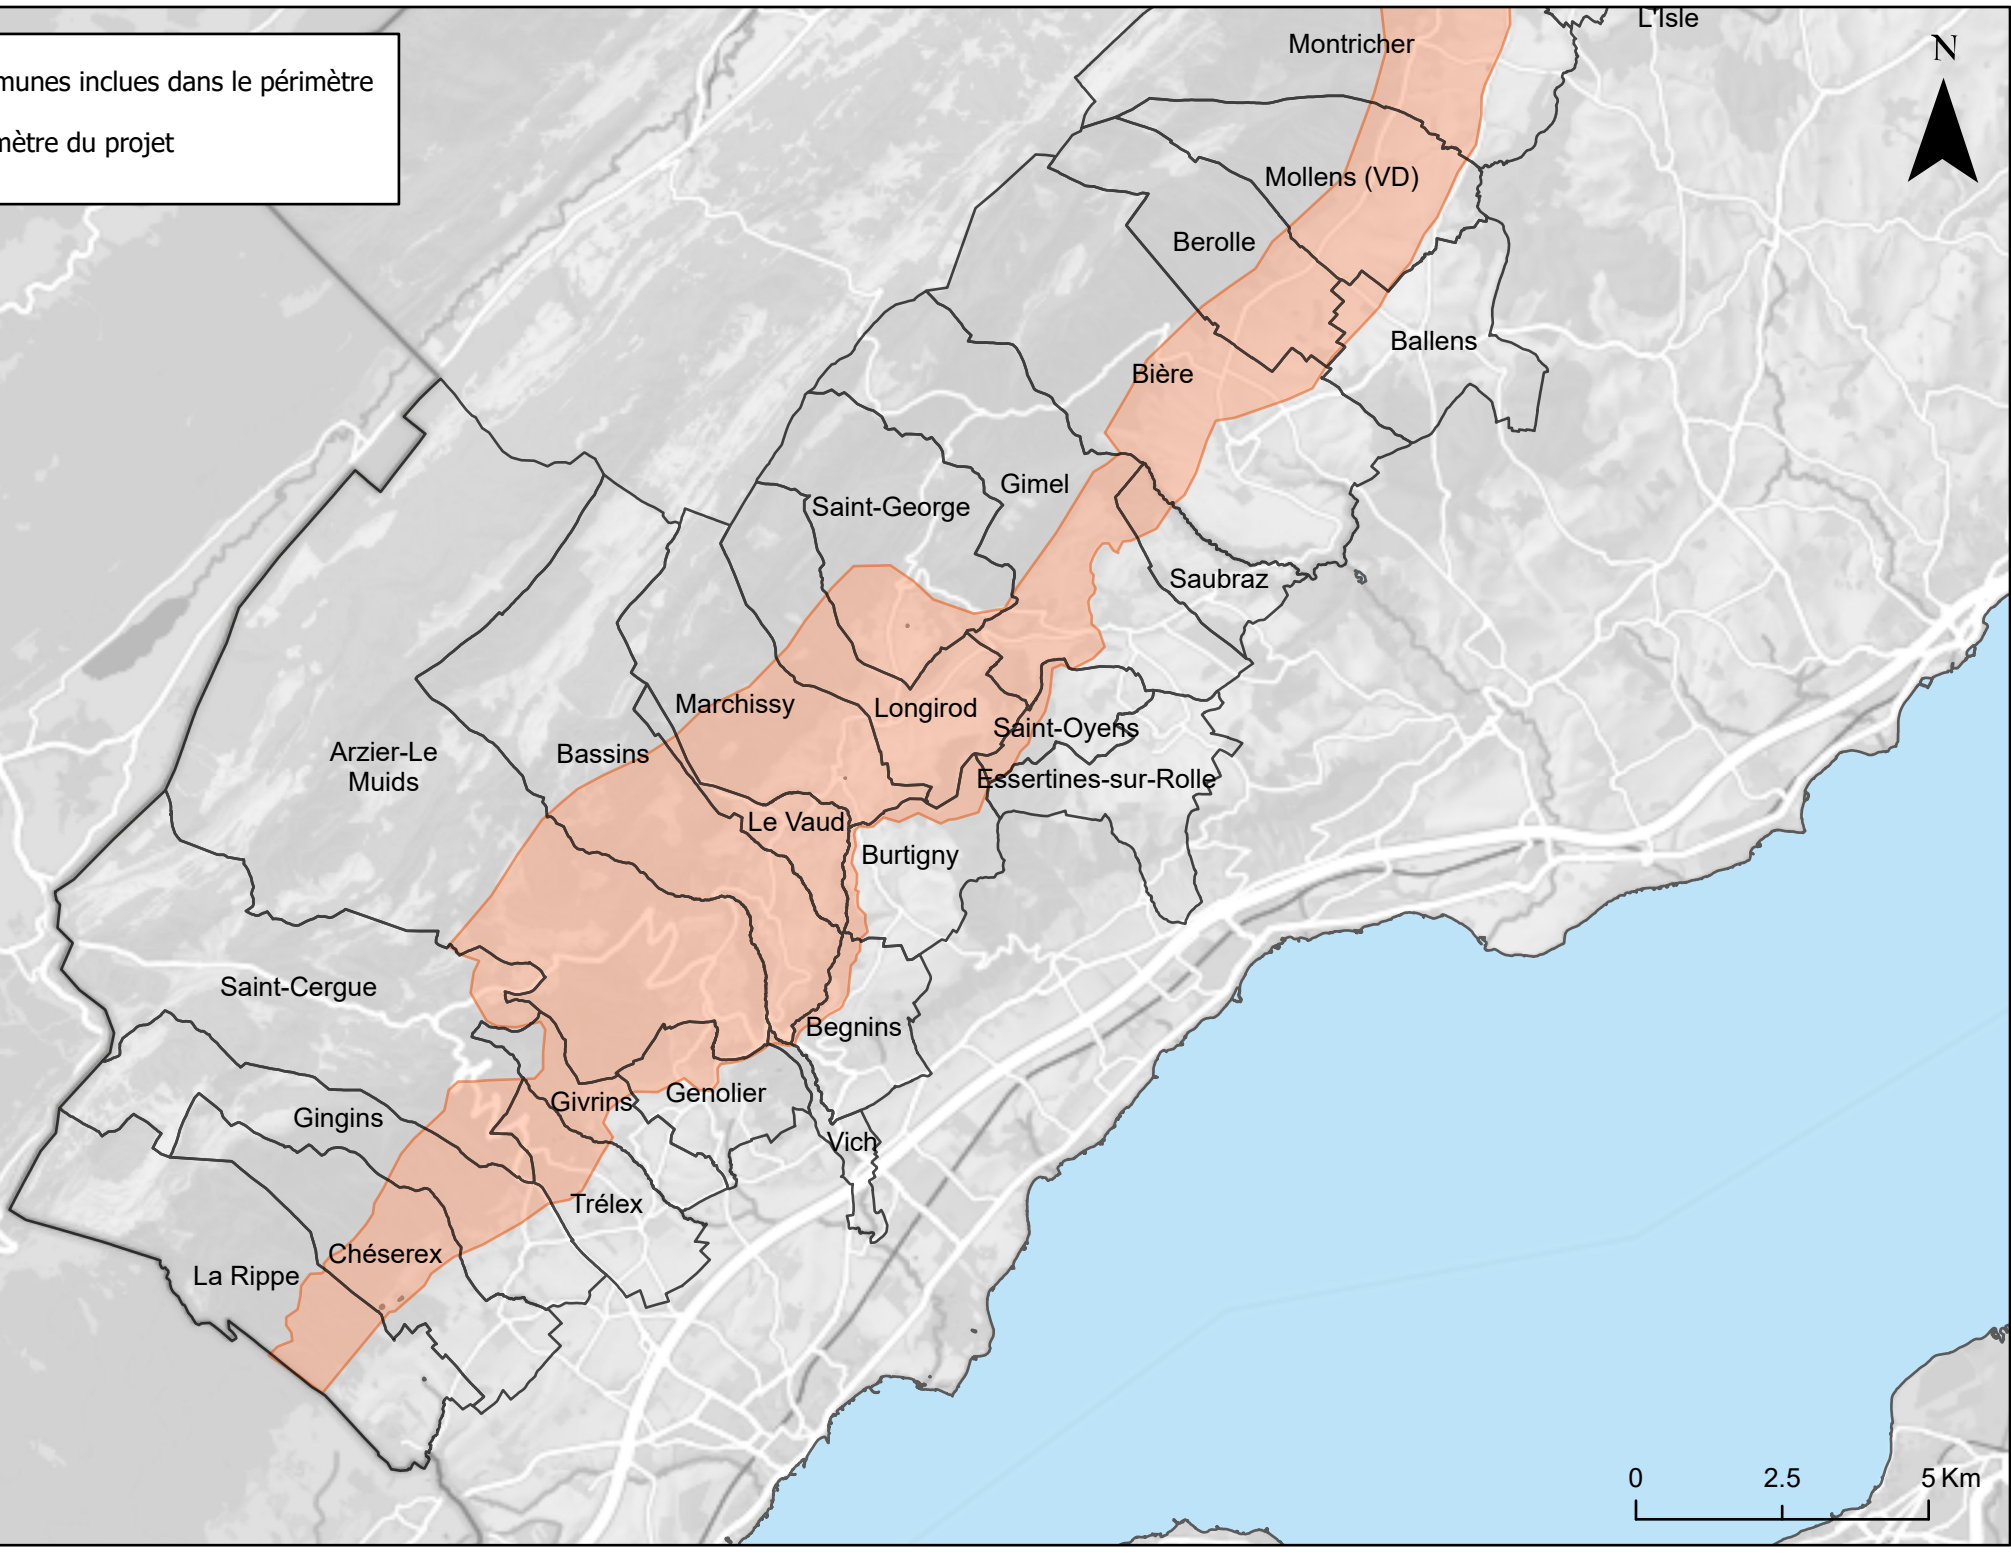 L'Isle
Montricher
N
munes inclues dans le périmètre
mètre du projet
Mollens (VD)
Berolle
Ballens
Bière
Gimel
Saint-George
Saubraz
Marchissy
Longirod
Saint-Oyens
Arzier-Le
Muids
Bassins
Essertines-sur-Rolle
Le Vaud
Burtigny
Saint-Cergue
Begnins
Genolier
Givrins
Gingins
Vich
Trélex
Chéserex
La Rippe
0 2.5 5 Km